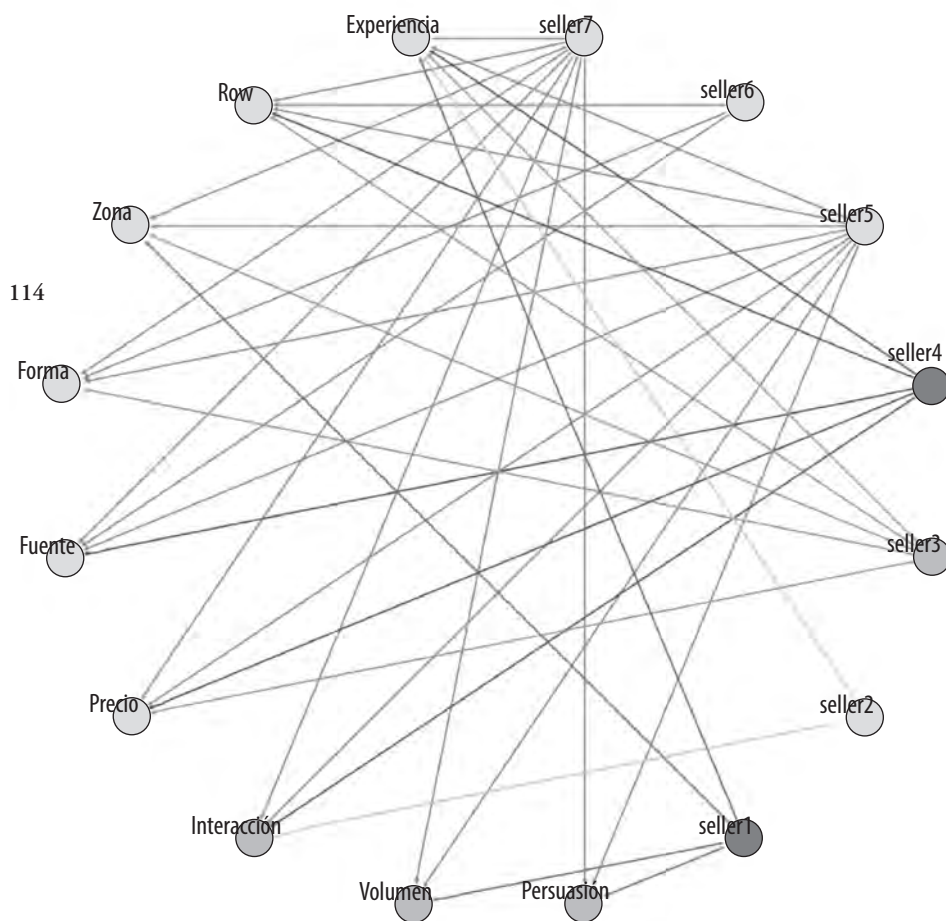 Experiencia
seller7
Row
seller6
Zona
seller5
114
Forma
seller4
Fuente
seller3
Precio
seller2
Interacción
seller1
Volumen
Persuasión